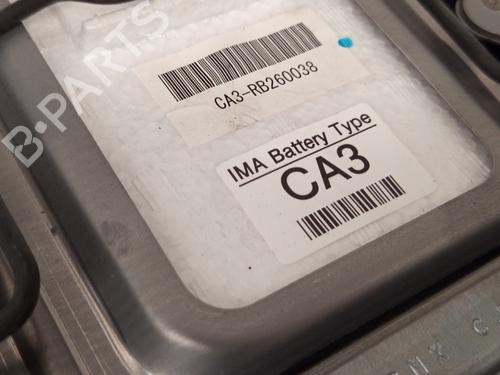 B-PARTS
CA3-RB260038
IMA Battery Type
CA3